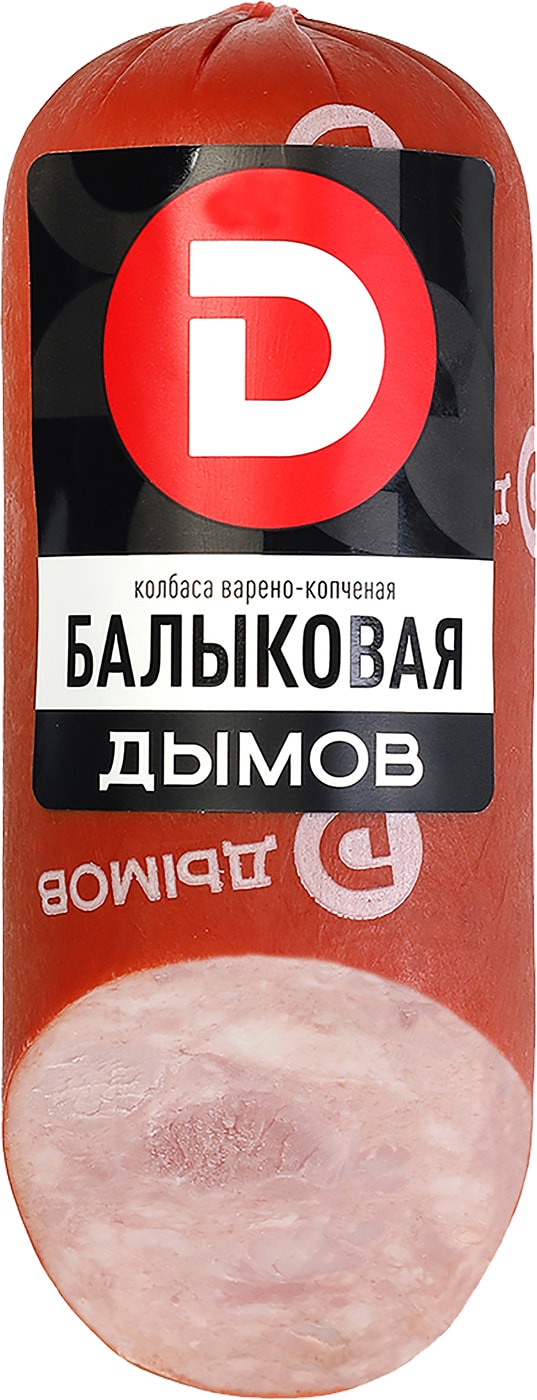 D
колбаса варено-копченая
БАЛЫКОВАЯ
ДЫМОВ
ДЫМОВ D